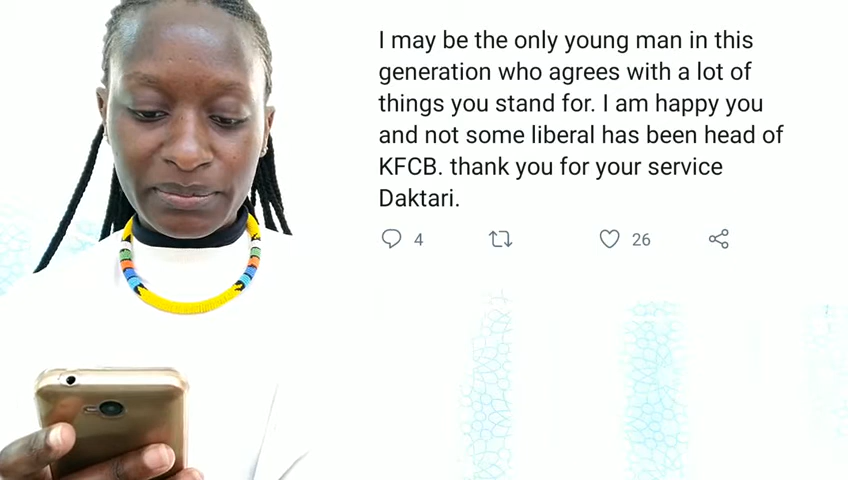 I may be the only young man in this
generation who agrees with a lot of
things you stand for. I am happy you
and not some liberal has been head of
KFCB. thank you for your service
Daktari.
4
26